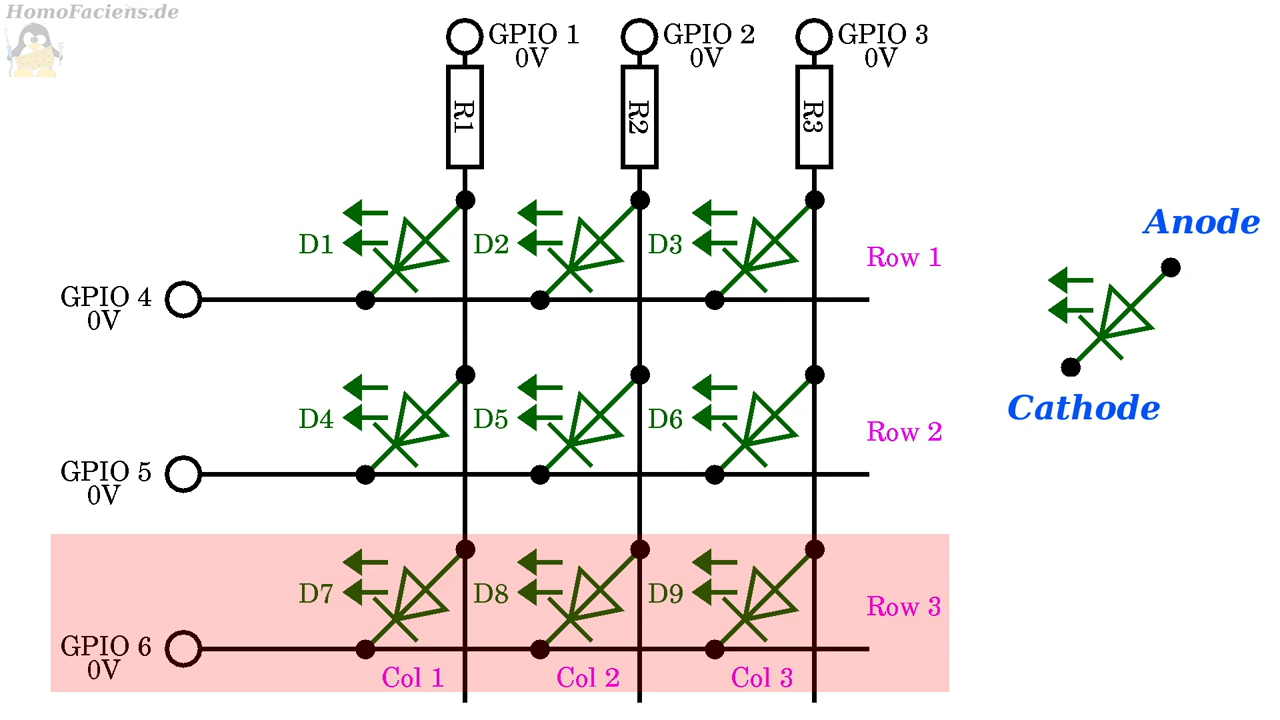 HomoFaciens.de
GPIO 1
0V
GPIO 2
0V
GPIO 3
0V
R1
R2
R3
D1
D2
D3
Row 1
GPIO 4
0V
D4
D5
D6
Row 2
GPIO 5
0V
D7
D8
D9
Row 3
GPIO 6
0V
Col 1
Col 2
Col 3
Anode
Cathode